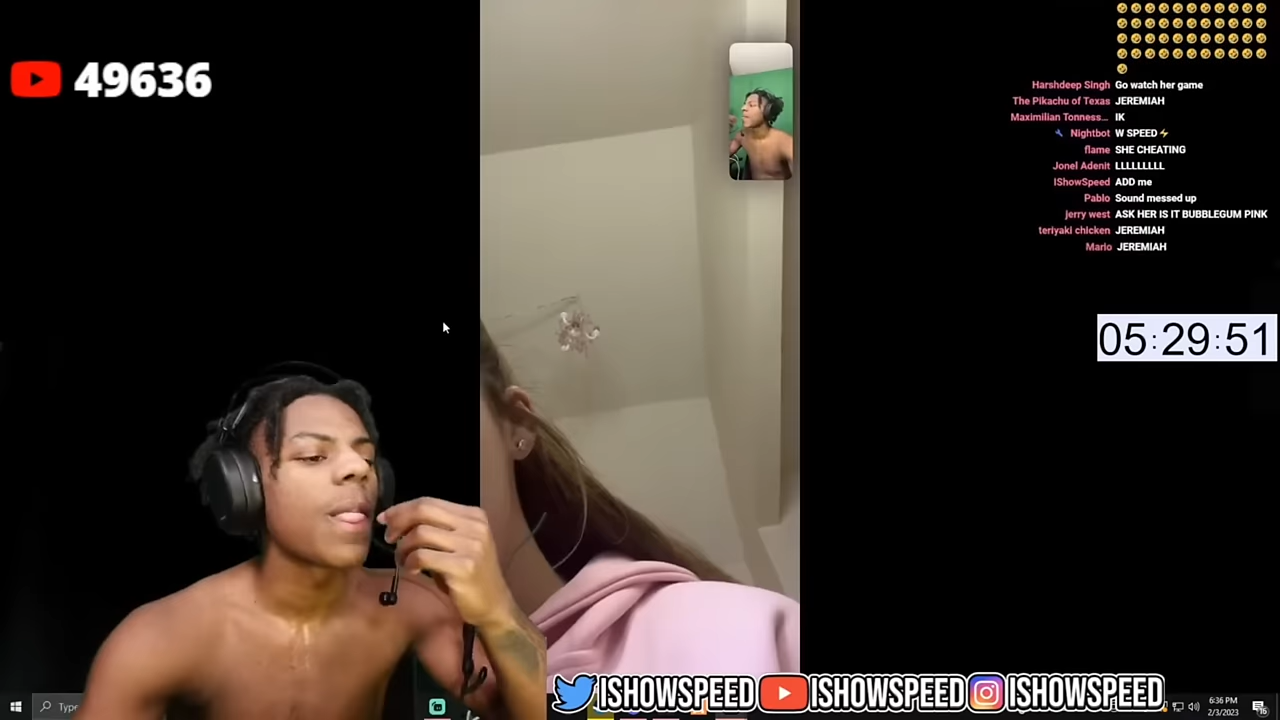 49636
Harshdeep Singh Go watch her game
The Pikachu of Texas JEREMIAH
Maximilian Tonness... IK
Nightbot W SPEED⚡
flame SHE CHEATING
Jonel Adenit LLLLLLLLL
IShowSpeed ADD me
Pablo Sound messed up
jerry west ASK HER IS IT BUBBLEGUM PINK
teriyaki chicken JEREMIAH
Mario JEREMIAH
05:29:51
ISHOWSPEED ISHOWSPEED ISHOWSPEED
Type
6:36 PM
2/3/2023